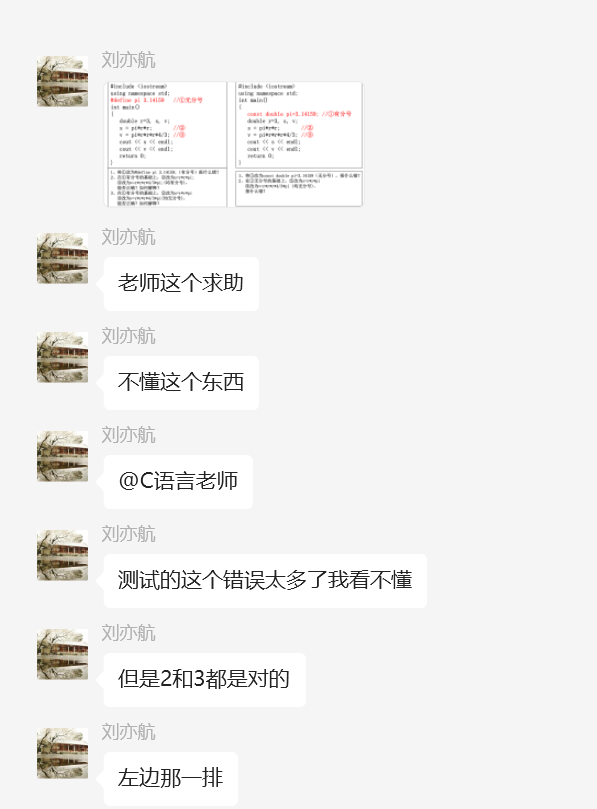 刘亦航
#include <iostream>
using namespace std;
#define pi 3.14159 //①无分号
int main()
{
double r=3, s, v;
s = pi*r*r; //②
v = pi*r*r*r*4/3; //③
cout << s << endl;
cout << v << endl;
return 0;
}
#include <iostream>
using namespace std;
int main()
{
const double pi=3.14159; //①有分号
double r=3, s, v;
s = pi*r*r; //②
v = pi*r*r*r*4/3; //③
cout << s << endl;
cout << v << endl;
return 0;
}
刘亦航
老师这个求助
刘亦航
不懂这个东西
刘亦航
@C语言老师
刘亦航
测试的这个错误太多了我看不懂
刘亦航
但是2和3都是对的
刘亦航
左边那一排